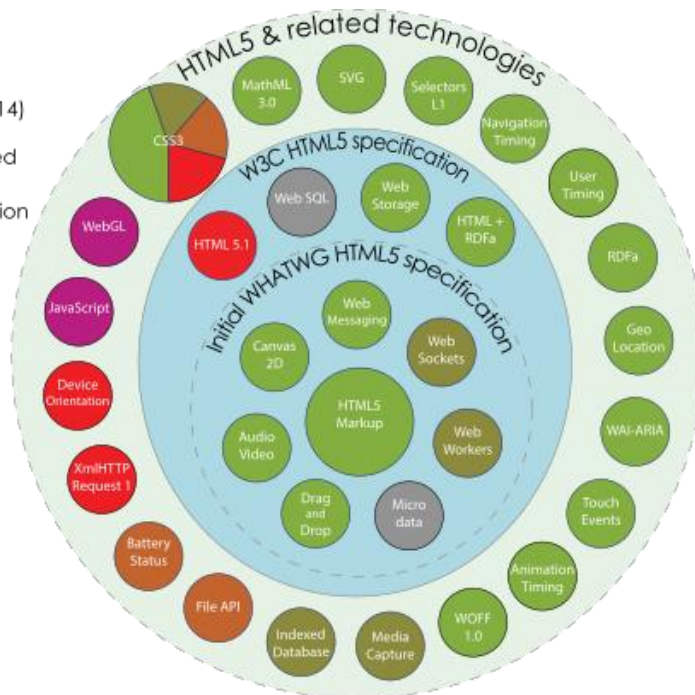 HTML5 & related technologies
14)
ed
ion
MathML
3.0
SVG
Selectors
L1
Navigation
Timing
User
Timing
RDFa
Geo
Location
WAI-ARIA
Touch
Events
Animation
Timing
WOFF
1.0
Media
Capture
Indexed
Database
File API
Battery
Status
XmlHTTP
Request 1
Device
Orientation
JavaScript
WebGL
CSS3
W3C HTML5 specification
HTML 5.1
Web SQL
Web
Storage
HTML +
RDFa
Initial WHATWG HTML5 specification
Web
Messaging
Canvas
2D
Web
Sockets
HTML5
Markup
Audio
Video
Web
Workers
Drag
and
Drop
Micro
data